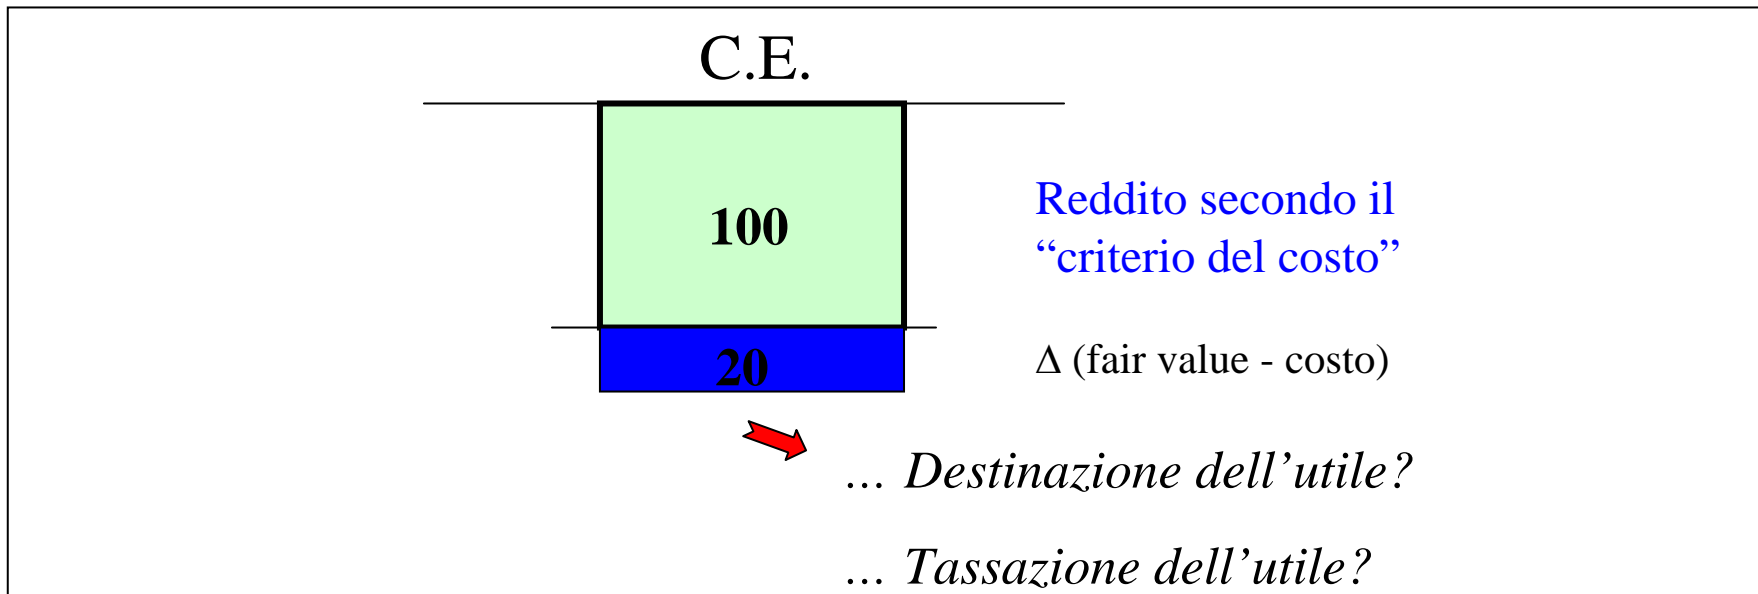 C.E.
100
Reddito secondo il
“criterio del costo”
20
Δ (fair value - costo)
... Destinazione dell’utile?
... Tassazione dell’utile?